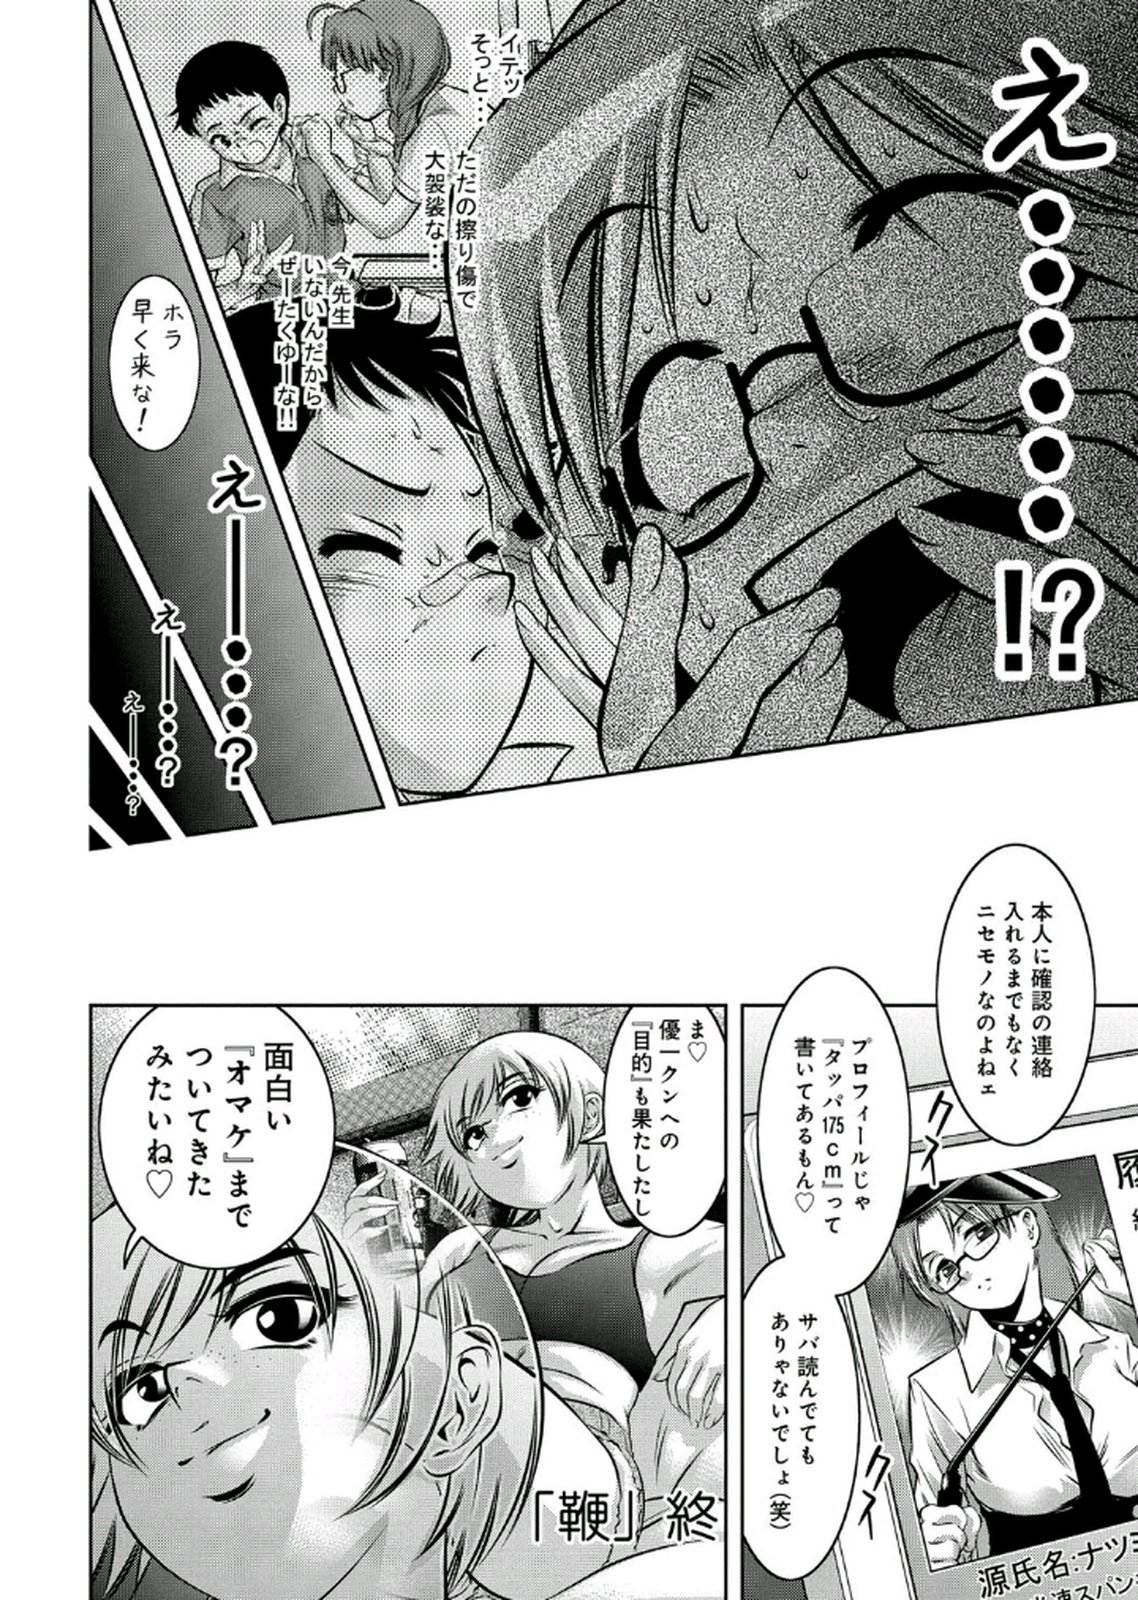 え……………!?
イテッ
そっと…
ただの擦り傷で
大袈裟な…
今 先生
いないんだから
ぜーたくゆーな!!
ホラ
早く来な!
えー……?
えー……?
えー……?
本人に確認の連絡
入れるまでもなく
ニセモノなのよねェ
プロフィールじゃ
『タッパ175cm』って
書いてあるもん♡
サバ読んでても
ありゃないでしょ(笑)
源氏名:ナツ
ま♡
優一クンへの
『目的』も果たしたし
面白い
『オマケ』まで
ついてきた
みたいね♡
「鞭」終